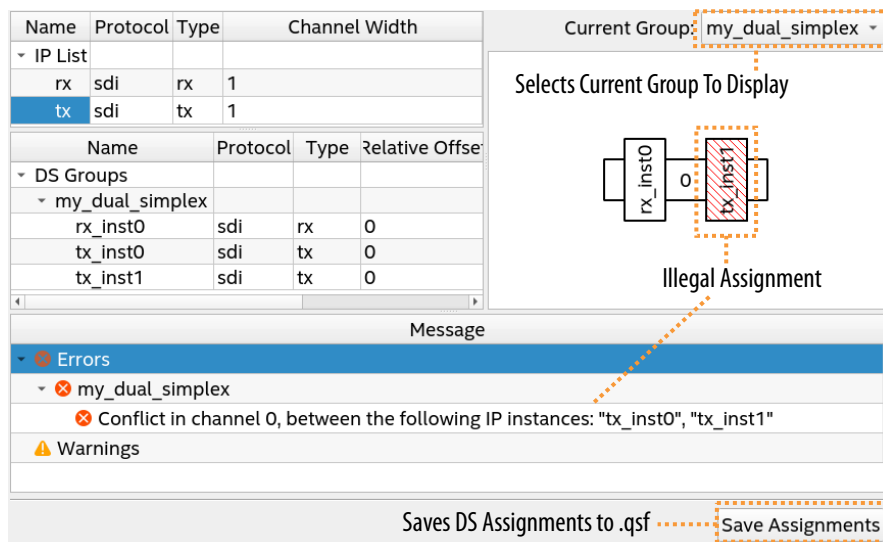 Name Protocol Type Channel Width
IP List
rx sdi rx 1
tx sdi tx 1
Name Protocol Type Relative Offset
DS Groups
my_dual_simplex
rx_inst0 sdi rx 0
tx_inst0 sdi tx 0
tx_inst1 sdi tx 0
Current Group: my_dual_simplex
Selects Current Group To Display
rx_inst0 0 tx_inst1
Illegal Assignment
Message
Errors
my_dual_simplex
Conflict in channel 0, between the following IP instances: "tx_inst0", "tx_inst1"
Warnings
Saves DS Assignments to .qsf Save Assignments